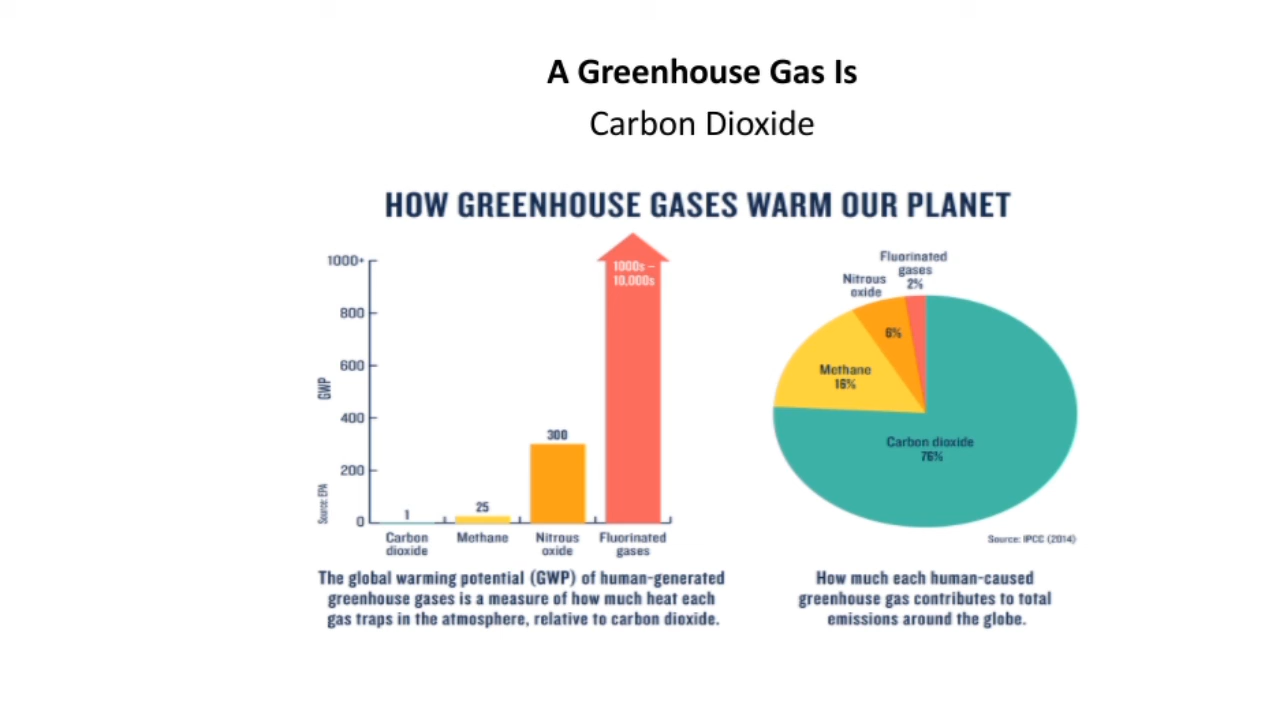 A Greenhouse Gas Is
Carbon Dioxide
HOW GREENHOUSE GASES WARM OUR PLANET
1000+
800
600
400
200
0
GWP
Source: EPA
1
25
300
1000s –
10,000s
Carbon
dioxide
Methane
Nitrous
oxide
Fluorinated
gases
The global warming potential (GWP) of human-generated
greenhouse gases is a measure of how much heat each
gas traps in the atmosphere, relative to carbon dioxide.
Fluorinated
gases
2%
Nitrous
oxide
6%
Methane
16%
Carbon dioxide
76%
Source: IPCC (2014)
How much each human-caused
greenhouse gas contributes to total
emissions around the globe.